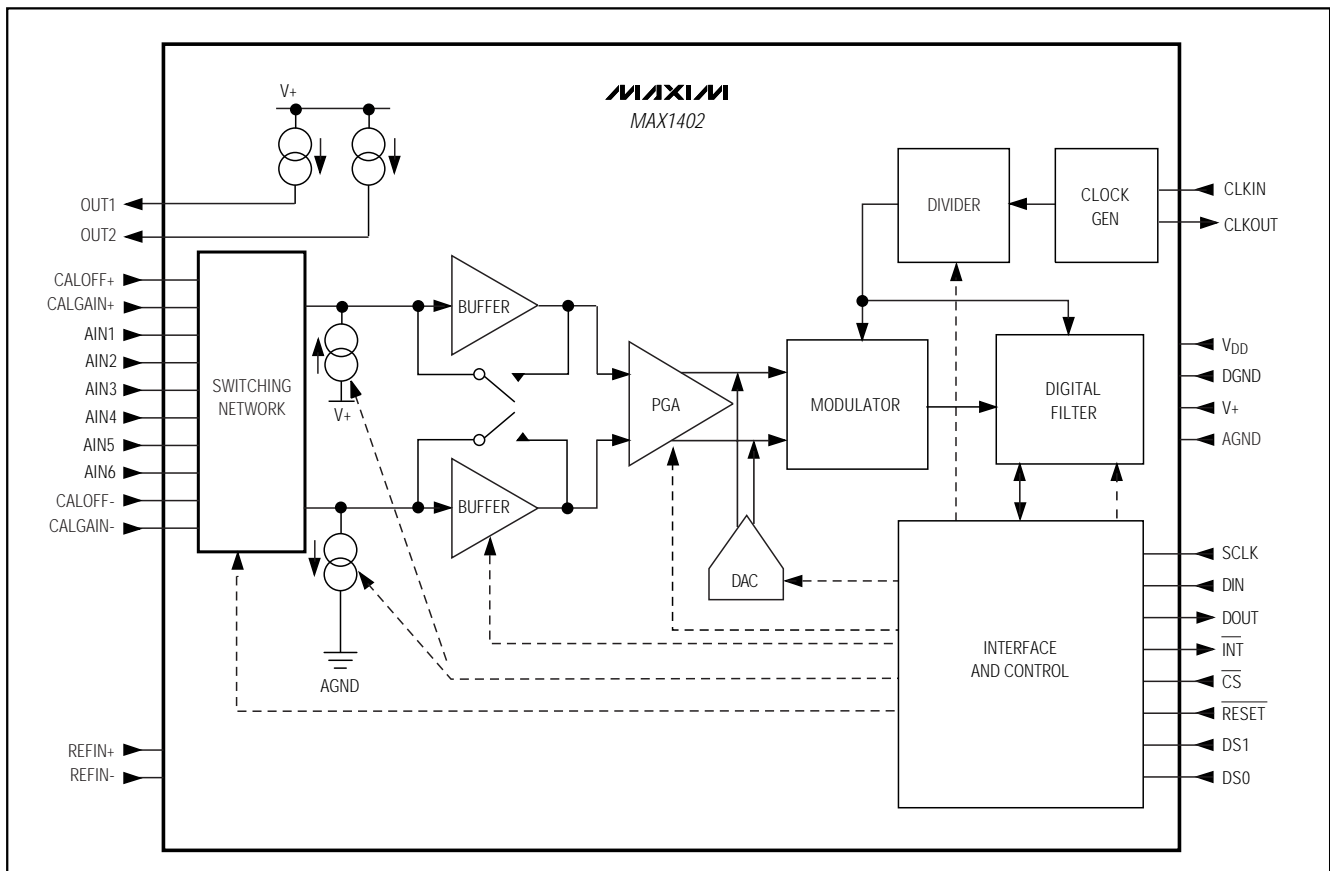 MAXIM
MAX1402
V+
OUT1
OUT2
CALOFF+
CALGAIN+
AIN1
AIN2
AIN3
AIN4
AIN5
AIN6
CALOFF-
CALGAIN-
REFIN+
REFIN-
SWITCHING
NETWORK
V+
AGND
BUFFER
BUFFER
PGA
DAC
MODULATOR
DIVIDER
CLOCK
GEN
DIGITAL
FILTER
INTERFACE
AND CONTROL
CLKIN
CLKOUT
VDD
DGND
V+
AGND
SCLK
DIN
DOUT
INT
CS
RESET
DS1
DS0